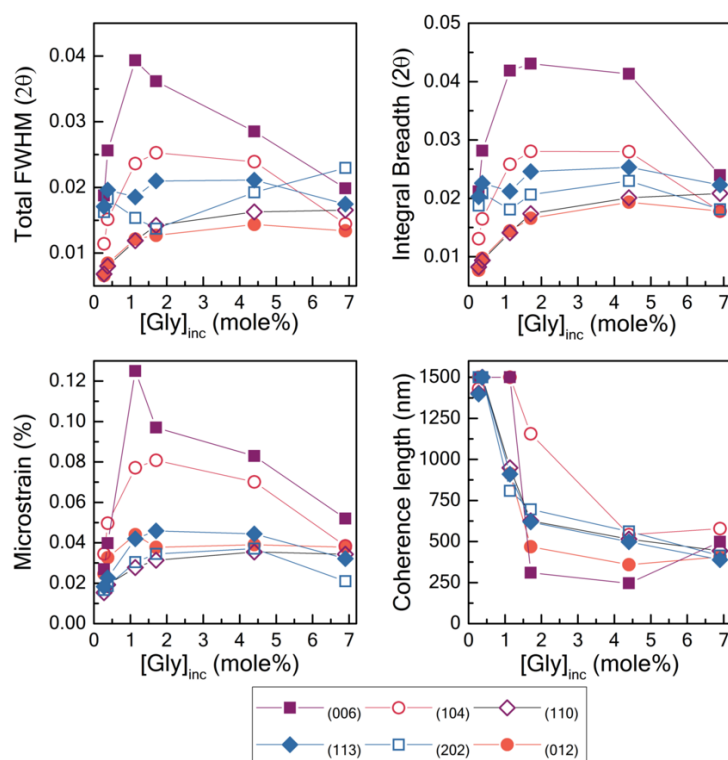 Total FWHM (2θ)
0.04
0.03
0.02
0.01
0 1 2 3 4 5 6 7
[Gly]inc (mole%)
Integral Breadth (2θ)
0.05
0.04
0.03
0.02
0.01
0 1 2 3 4 5 6 7
[Gly]inc (mole%)
Microstrain (%)
0.12
0.10
0.08
0.06
0.04
0.02
0.00
0 1 2 3 4 5 6 7
[Gly]inc (mole%)
Coherence length (nm)
1500
1250
1000
750
500
250
0
0 1 2 3 4 5 6 7
[Gly]inc (mole%)
(006) (104) (110)
(113) (202) (012)